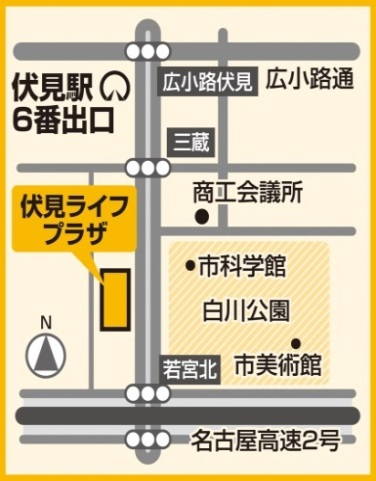 伏見駅
6番出口
広小路伏見
広小路通
三蔵
商工会議所
伏見ライフ
プラザ
市科学館
白川公園
市美術館
N
若宮北
名古屋高速2号